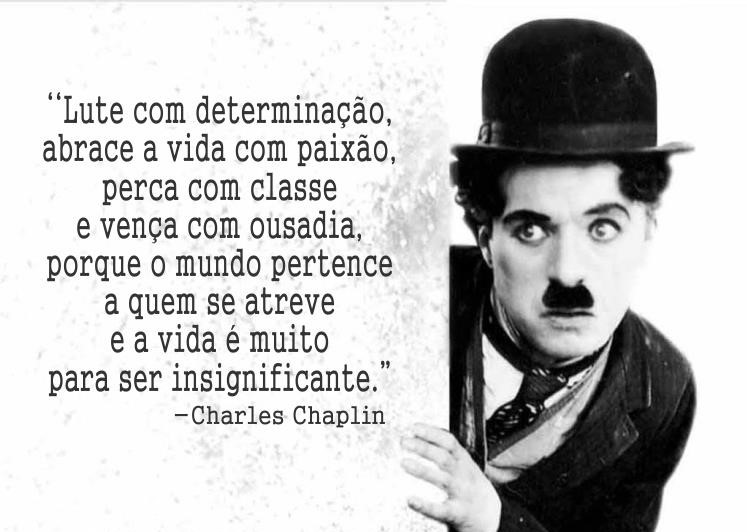 “Lute com determinação,
abrace a vida com paixão,
perca com classe
e vença com ousadia,
porque o mundo pertence
a quem se atreve
e a vida é muito
para ser insignificante.”
–Charles Chaplin